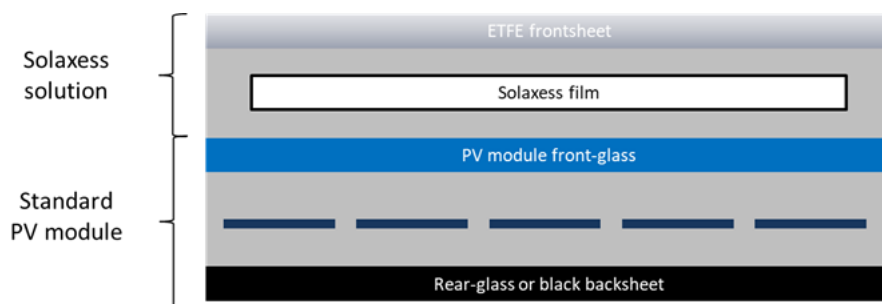 ETFE frontsheet
Solaxess
solution
Solaxess film
PV module front-glass
Standard
PV module
Rear-glass or black backsheet